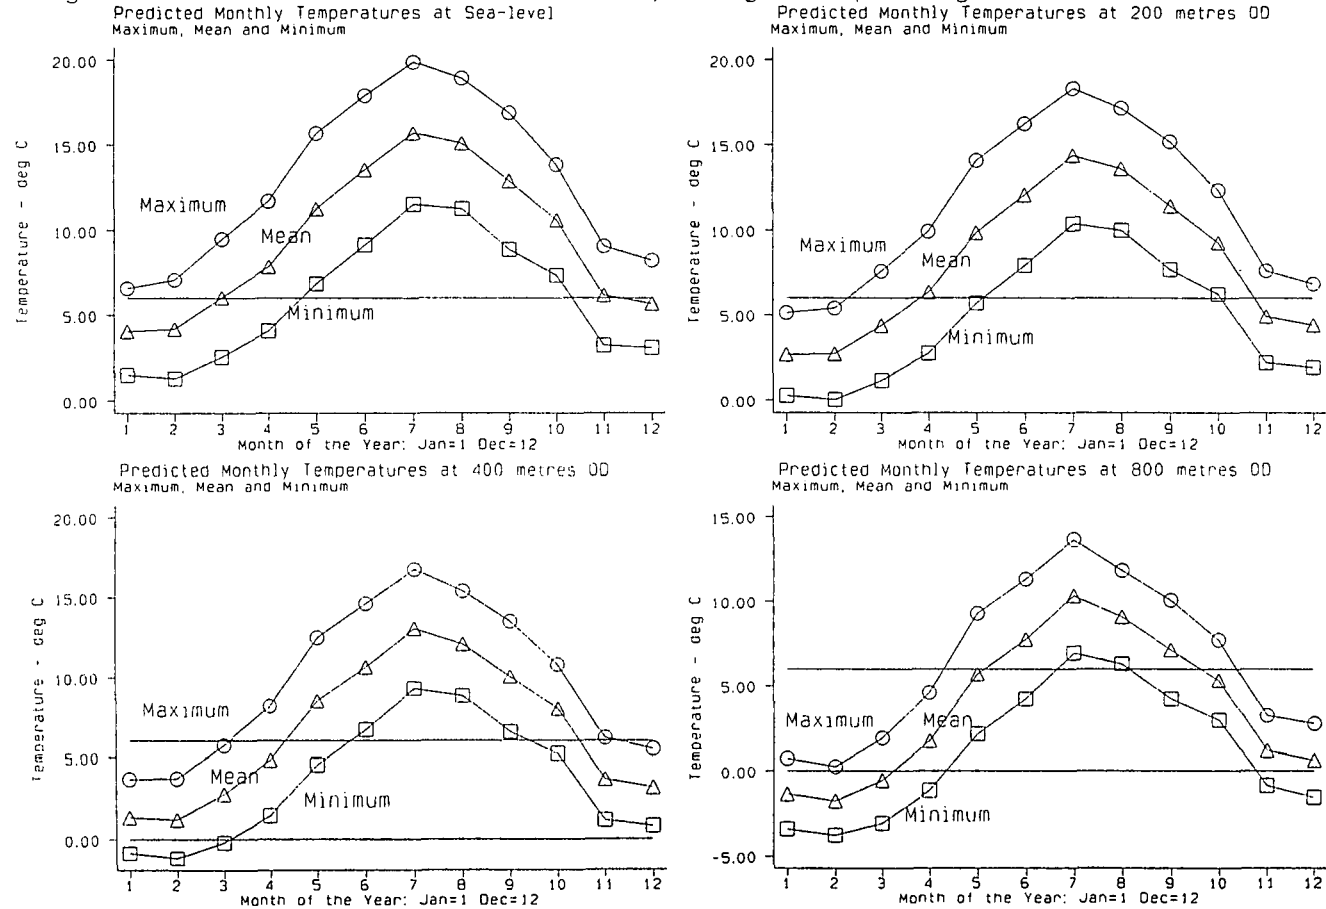 Predicted Monthly Temperatures at Sea-level
Maximum, Mean and Minimum
20.00
15.00
10.00
5.00
0.00
Temperature - deg C
Maximum
Mean
Minimum
1 2 3 4 5 6 7 8 9 10 11 12
Month of the Year: Jan=1 Dec=12
Predicted Monthly Temperatures at 200 metres OD
Maximum, Mean and Minimum
20.00
15.00
10.00
5.00
0.00
Temperature - deg C
Maximum
Mean
Minimum
1 2 3 4 5 6 7 8 9 10 11 12
Month of the Year: Jan=1 Dec=12
Predicted Monthly Temperatures at 400 metres OD
Maximum, Mean and Minimum
20.00
15.00
10.00
5.00
0.00
Temperature - deg C
Maximum
Mean
Minimum
1 2 3 4 5 6 7 8 9 10 11 12
Month of the Year: Jan=1 Dec=12
Predicted Monthly Temperatures at 800 metres OD
Maximum, Mean and Minimum
15.00
10.00
5.00
0.00
-5.00
Temperature - deg C
Maximum
Mean
Minimum
1 2 3 4 5 6 7 8 9 10 11 12
Month of the Year: Jan=1 Dec=12